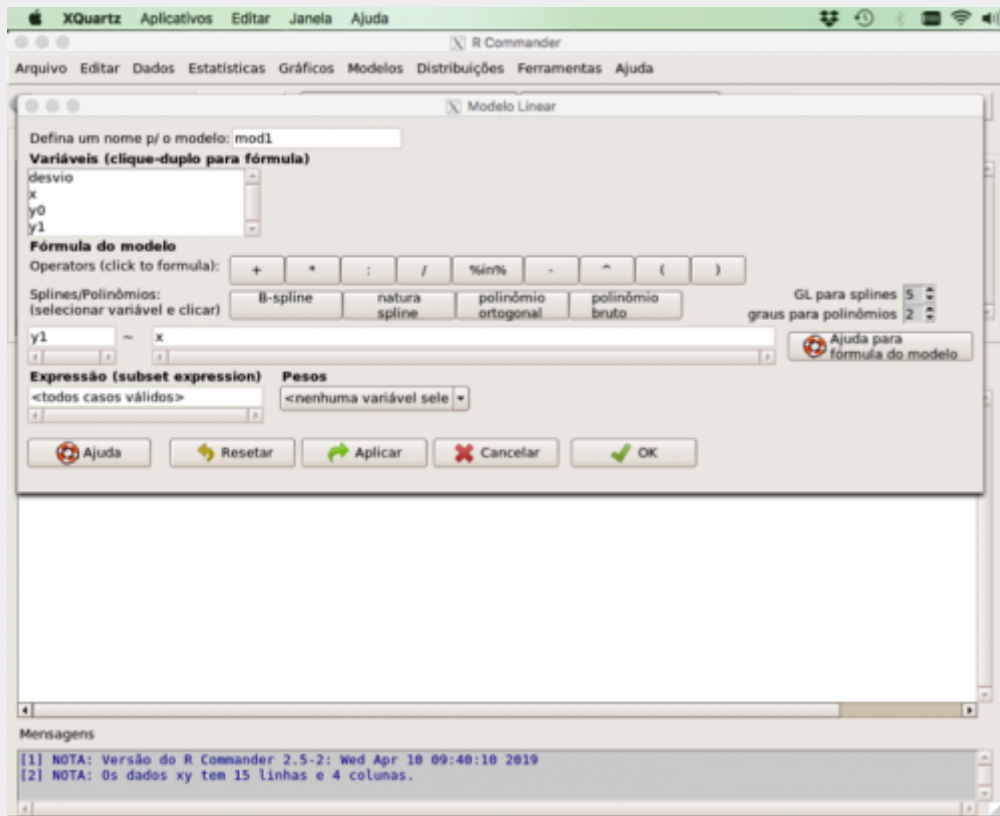 XQuartz Aplicativos Editar Janela Ajuda
R Commander
Arquivo Editar Dados Estatísticas Gráficos Modelos Distribuições Ferramentas Ajuda
Modelo Linear
Defina um nome p/ o modelo: mod1
Variáveis (clique-duplo para fórmula)
desvio
x
y0
y1
Fórmula do modelo
Operators (click to formula): + * : / %in% - ^ ( )
Splines/Polinômios:
(selecionar variável e clicar)
B-spline
natura
spline
polinômio
ortogonal
polinômio
bruto
GL para splines 5
graus para polinômios 2
y1 ~ x
Ajuda para
fórmula do modelo
Expressão (subset expression) Pesos
<todos casos válidos> <nenhuma variável sele
Ajuda Resetar Aplicar Cancelar OK
Mensagens
[1] NOTA: Versão do R Commander 2.5-2: Wed Apr 10 09:40:10 2019
[2] NOTA: Os dados xy tem 15 linhas e 4 colunas.